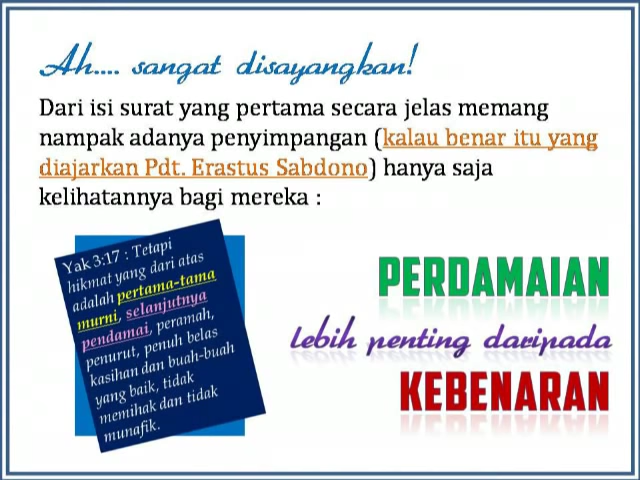 Ah.... sangat disayangkan!
Dari isi surat yang pertama secara jelas memang
nampak adanya penyimpangan (kalau benar itu yang
diajarkan Pdt. Erastus Sabdono) hanya saja
kelihatannya bagi mereka :
Yak 3:17 : Tetapi
hikmat yang dari atas
adalah pertama-tama
murni, selanjutnya
pendamai, peramah,
penurut, penuh belas
kasihan dan buah-buah
yang baik, tidak
memihak dan tidak
munafik.
PERDAMAIAN
lebih penting daripada
KEBENARAN